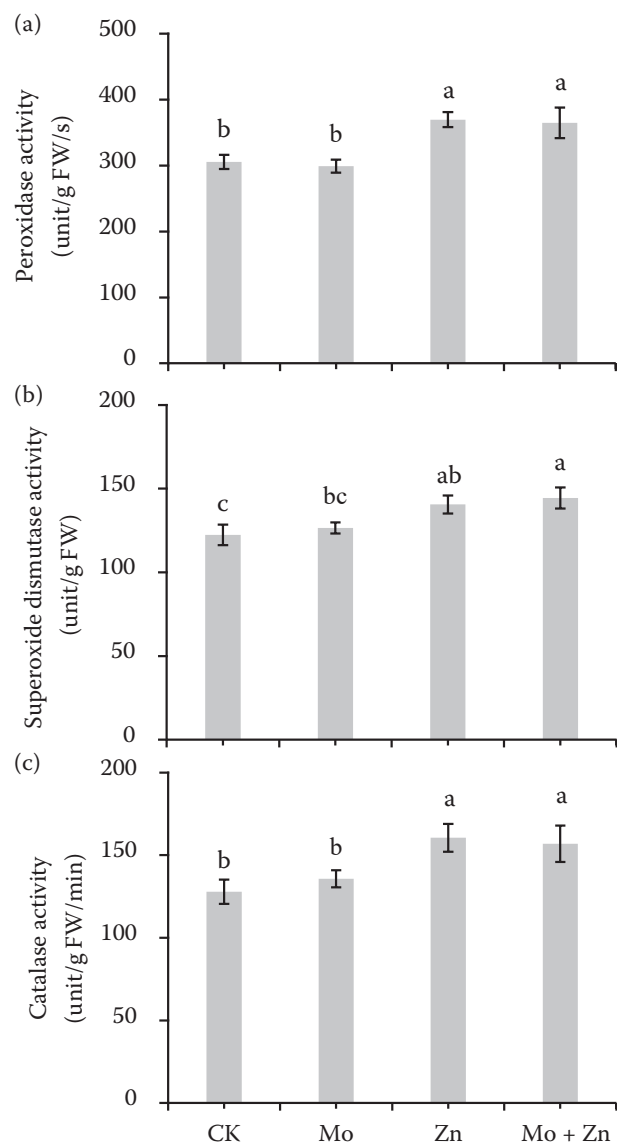 (a)
Peroxidase activity
(unit/g FW/s)
500
400
300
200
100
0
b
b
a
a
(b)
Superoxide dismutase activity
(unit/g FW)
200
150
100
50
0
c
bc
ab
a
(c)
Catalase activity
(unit/g FW/min)
200
150
100
50
0
b
b
a
a
CK
Mo
Zn
Mo + Zn